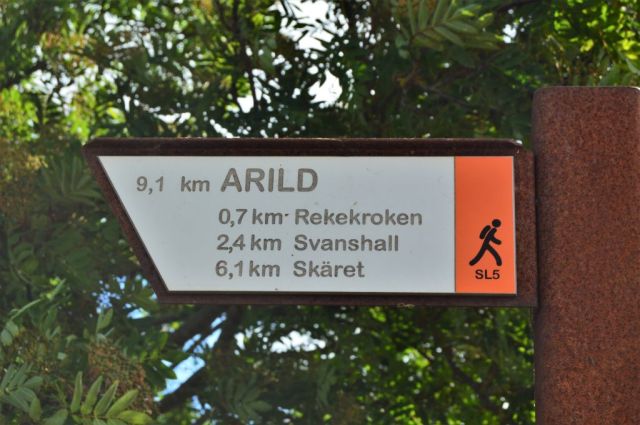 9,1 km ARILD
0,7 km Rekekroken
2,4 km Svanshall
6,1 km Skäret
SL5